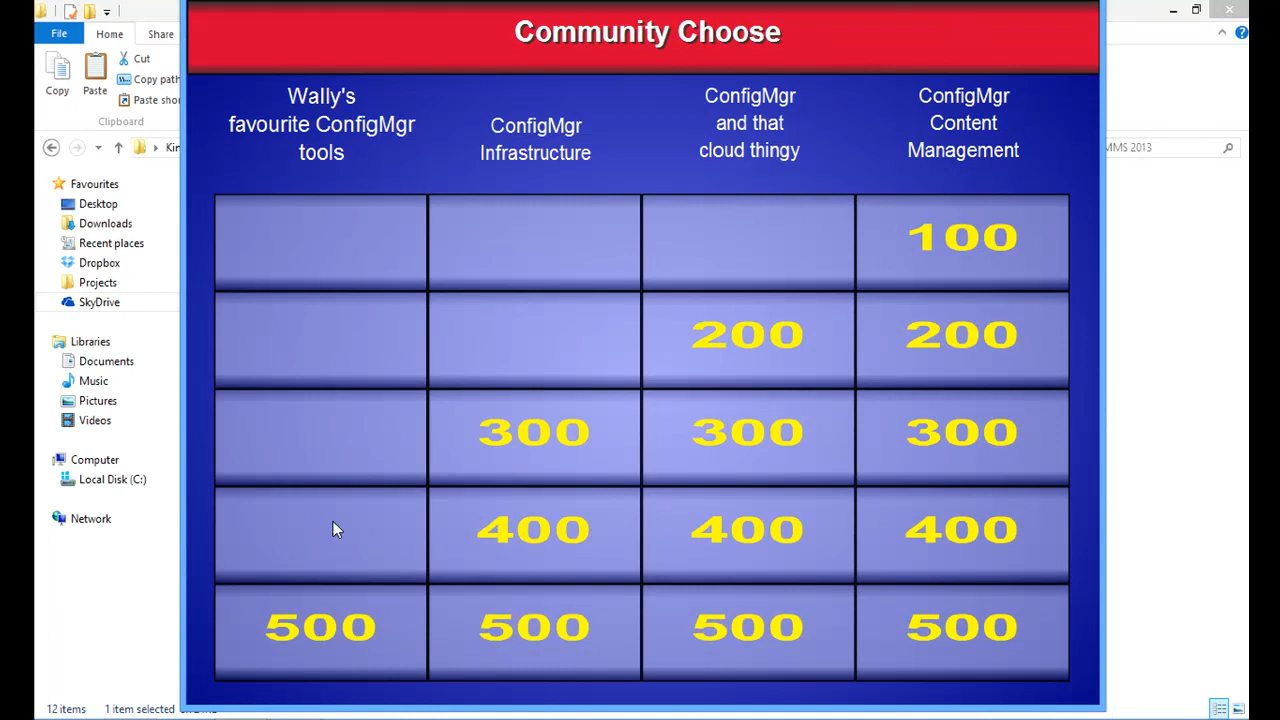 File
Home
Share
Community Choose
Copy
Paste
Cut
Copy path
Paste shor
Clipboard
Kin
MMS 2013
Favourites
Desktop
Downloads
Recent places
Dropbox
Projects
SkyDrive
Libraries
Documents
Music
Pictures
Videos
Computer
Local Disk (C:)
Network
Wally's
favourite ConfigMgr
tools
ConfigMgr
Infrastructure
ConfigMgr
and that
cloud thingy
ConfigMgr
Content
Management
100
200 200
300 300 300
400 400 400
500 500 500 500
12 items
1 item selected